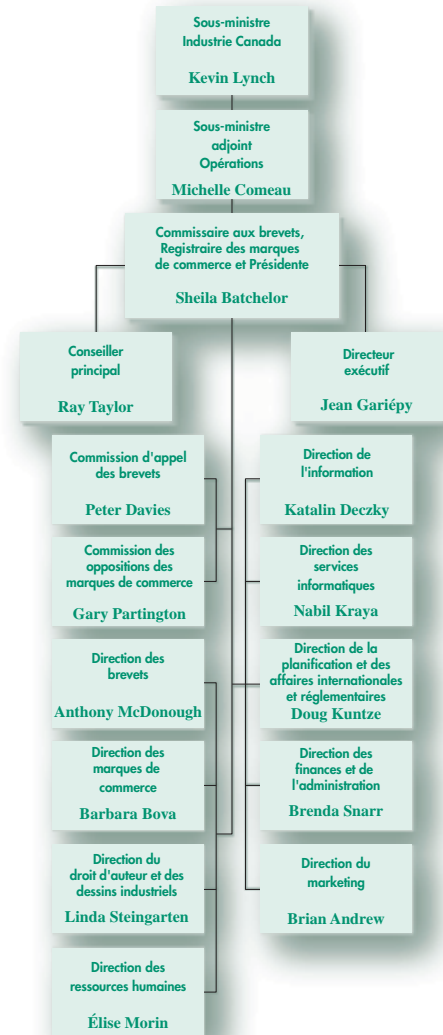 Sous-ministre
Industrie Canada
Kevin Lynch
Sous-ministre
adjoint
Opérations
Michelle Comeau
Commissaire aux brevets,
Registraire des marques
de commerce et Présidente
Sheila Batchelor
Conseiller
principal
Ray Taylor
Directeur
exécutif
Jean Gariépy
Commission d'appel
des brevets
Peter Davies
Direction de
l'information
Katalin Deczky
Commission des
oppositions des
marques de commerce
Gary Partington
Direction des
services
informatiques
Nabil Kraya
Direction des
brevets
Anthony McDonough
Direction de la
planification et des
affaires internationales
et réglementaires
Doug Kuntze
Direction des
marques de
commerce
Barbara Bova
Direction des
finances et de
l'administration
Brenda Snarr
Direction du
droit d'auteur et des
dessins industriels
Linda Steingarten
Direction du
marketing
Brian Andrew
Direction des
ressources humaines
Élise Morin